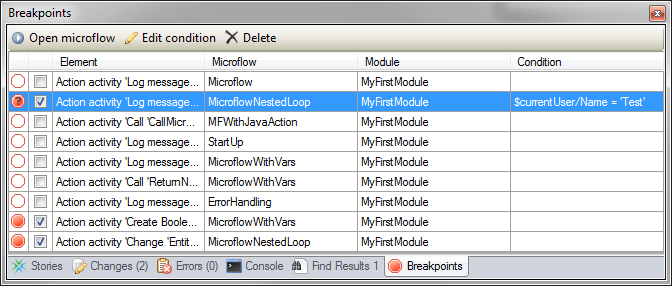 Breakpoints
Open microflow Edit condition Delete
Element Microflow Module Condition
Action activity 'Log message... Microflow MyFirstModule
? Action activity 'Log message... MicroflowNestedLoop MyFirstModule $currentUser/Name = 'Test'
Action activity 'Call 'CallMicr... MFWithJavaAction MyFirstModule
Action activity 'Log message... StartUp MyFirstModule
Action activity 'Log message... MicroflowWithVars MyFirstModule
Action activity 'Call 'ReturnN... MicroflowWithVars MyFirstModule
Action activity 'Log message... ErrorHandling MyFirstModule
Action activity 'Create Boole... MicroflowWithVars MyFirstModule
Action activity 'Change 'Entit... MicroflowNestedLoop MyFirstModule
Stories Changes (2) Errors (0) Console Find Results 1 Breakpoints